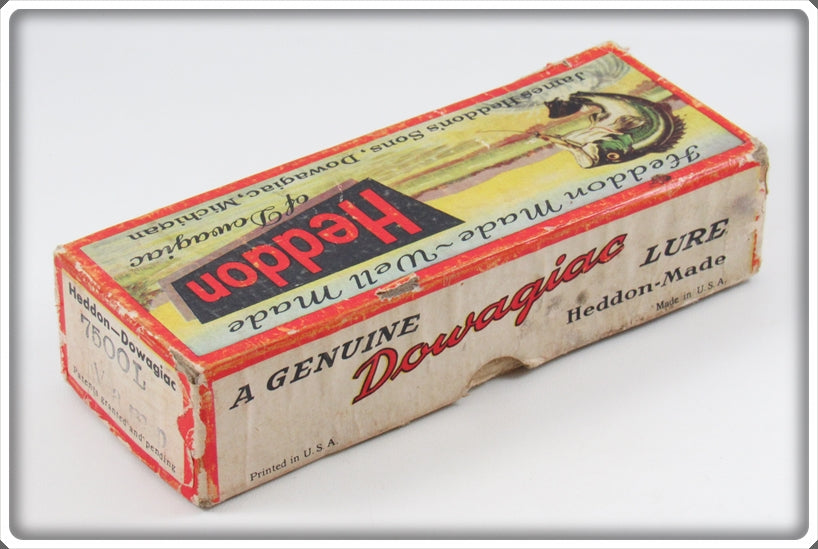 Heddon Made ~ Well Made
Heddon
of Dowagiac
James Heddon's Sons, Dowagiac, Michigan
A GENUINE Dowagiac LURE
Heddon-Made
Printed in U. S. A.
Made in U. S. A.
Heddon—Dowagiac
7500L
Patents granted and pending